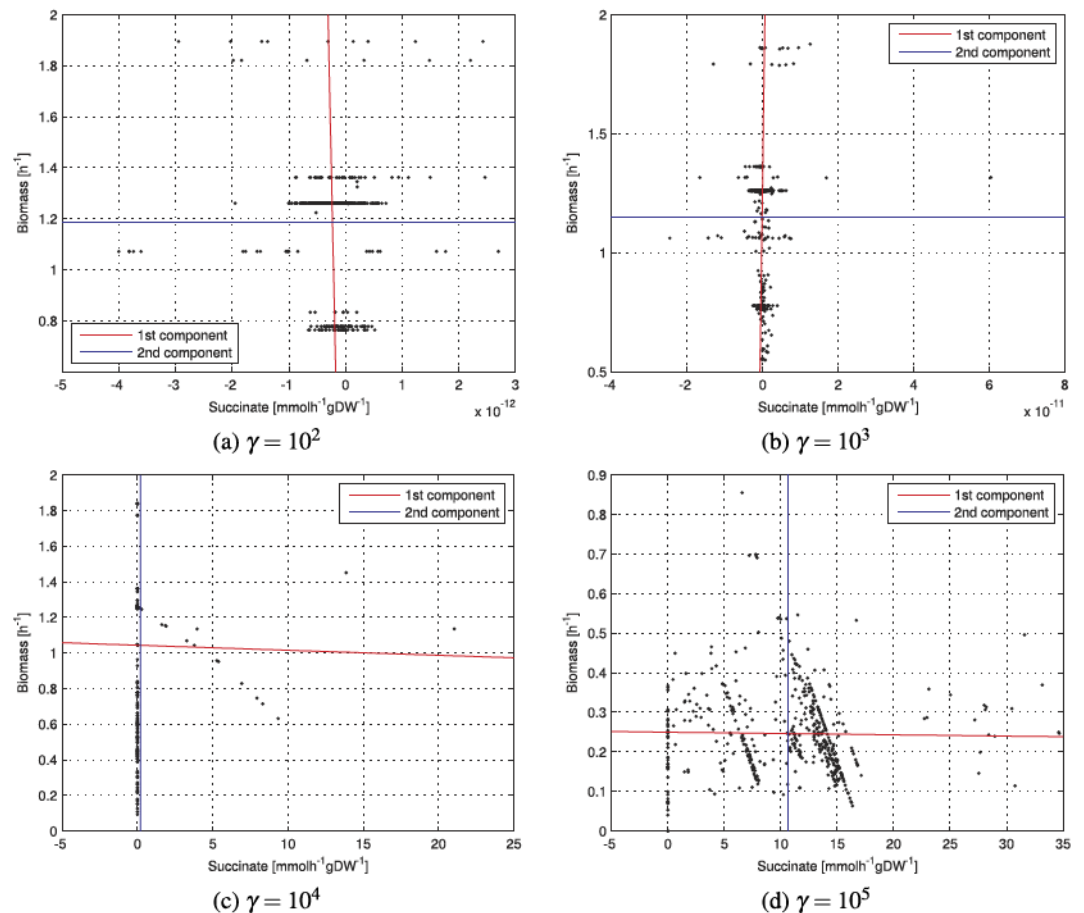 2
1.8
1.6
1.4
1.2
1
0.8
Biomass [h⁻¹]
1st component
2nd component
-5 -4 -3 -2 -1 0 1 2 3
Succinate [mmolh⁻¹gDW⁻¹]
x 10⁻¹²
(a) γ = 10²
2
1.5
1
0.5
Biomass [h⁻¹]
1st component
2nd component
-4 -2 0 2 4 6 8
Succinate [mmolh⁻¹gDW⁻¹]
x 10⁻¹¹
(b) γ = 10³
2
1.8
1.6
1.4
1.2
1
0.8
0.6
0.4
0.2
0
Biomass [h⁻¹]
1st component
2nd component
-5 0 5 10 15 20 25
Succinate [mmolh⁻¹gDW⁻¹]
(c) γ = 10⁴
0.9
0.8
0.7
0.6
0.5
0.4
0.3
0.2
0.1
0
Biomass [h⁻¹]
1st component
2nd component
-5 0 5 10 15 20 25 30 35
Succinate [mmolh⁻¹gDW⁻¹]
(d) γ = 10⁵